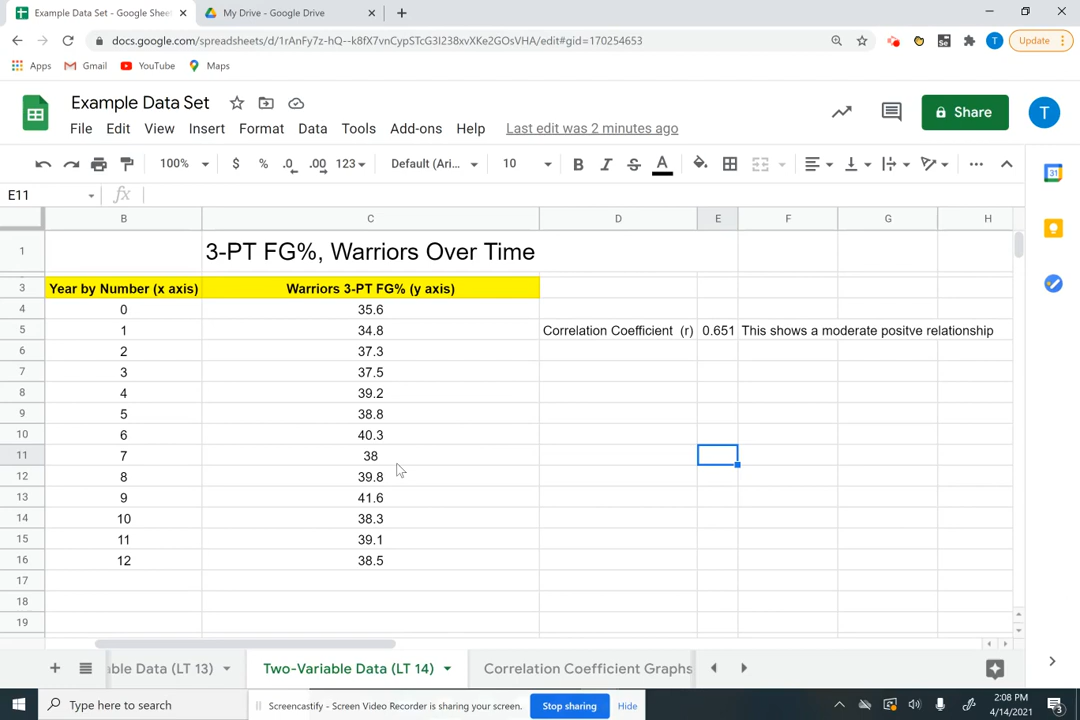 Example Data Set - Google Sheet
My Drive - Google Drive
docs.google.com/spreadsheets/d/1rAnFy7z-hQ--k8fX7vnCypSTcG3I238xvXKe2GOsVHA/edit#gid=170254653
T
Update
Apps
Gmail
YouTube
Maps
Example Data Set
Share
T
File Edit View Insert Format Data Tools Add-ons Help Last edit was 2 minutes ago
100% $ % .0 .00 123 Default (Ari... 10 B I S A
E11 fx
31
B C D E F G H
1 3-PT FG%, Warriors Over Time
3 Year by Number (x axis) Warriors 3-PT FG% (y axis)
4 0 35.6
5 1 34.8 Correlation Coefficient (r) 0.651 This shows a moderate positve relationship
6 2 37.3
7 3 37.5
8 4 39.2
9 5 38.8
10 6 40.3
11 7 38
12 8 39.8
13 9 41.6
14 10 38.3
15 11 39.1
16 12 38.5
17
18
19
ble Data (LT 13) Two-Variable Data (LT 14) Correlation Coefficient Graphs
Type here to search
Screencastify - Screen Video Recorder is sharing your screen. Stop sharing Hide
2:08 PM
4/14/2021
3